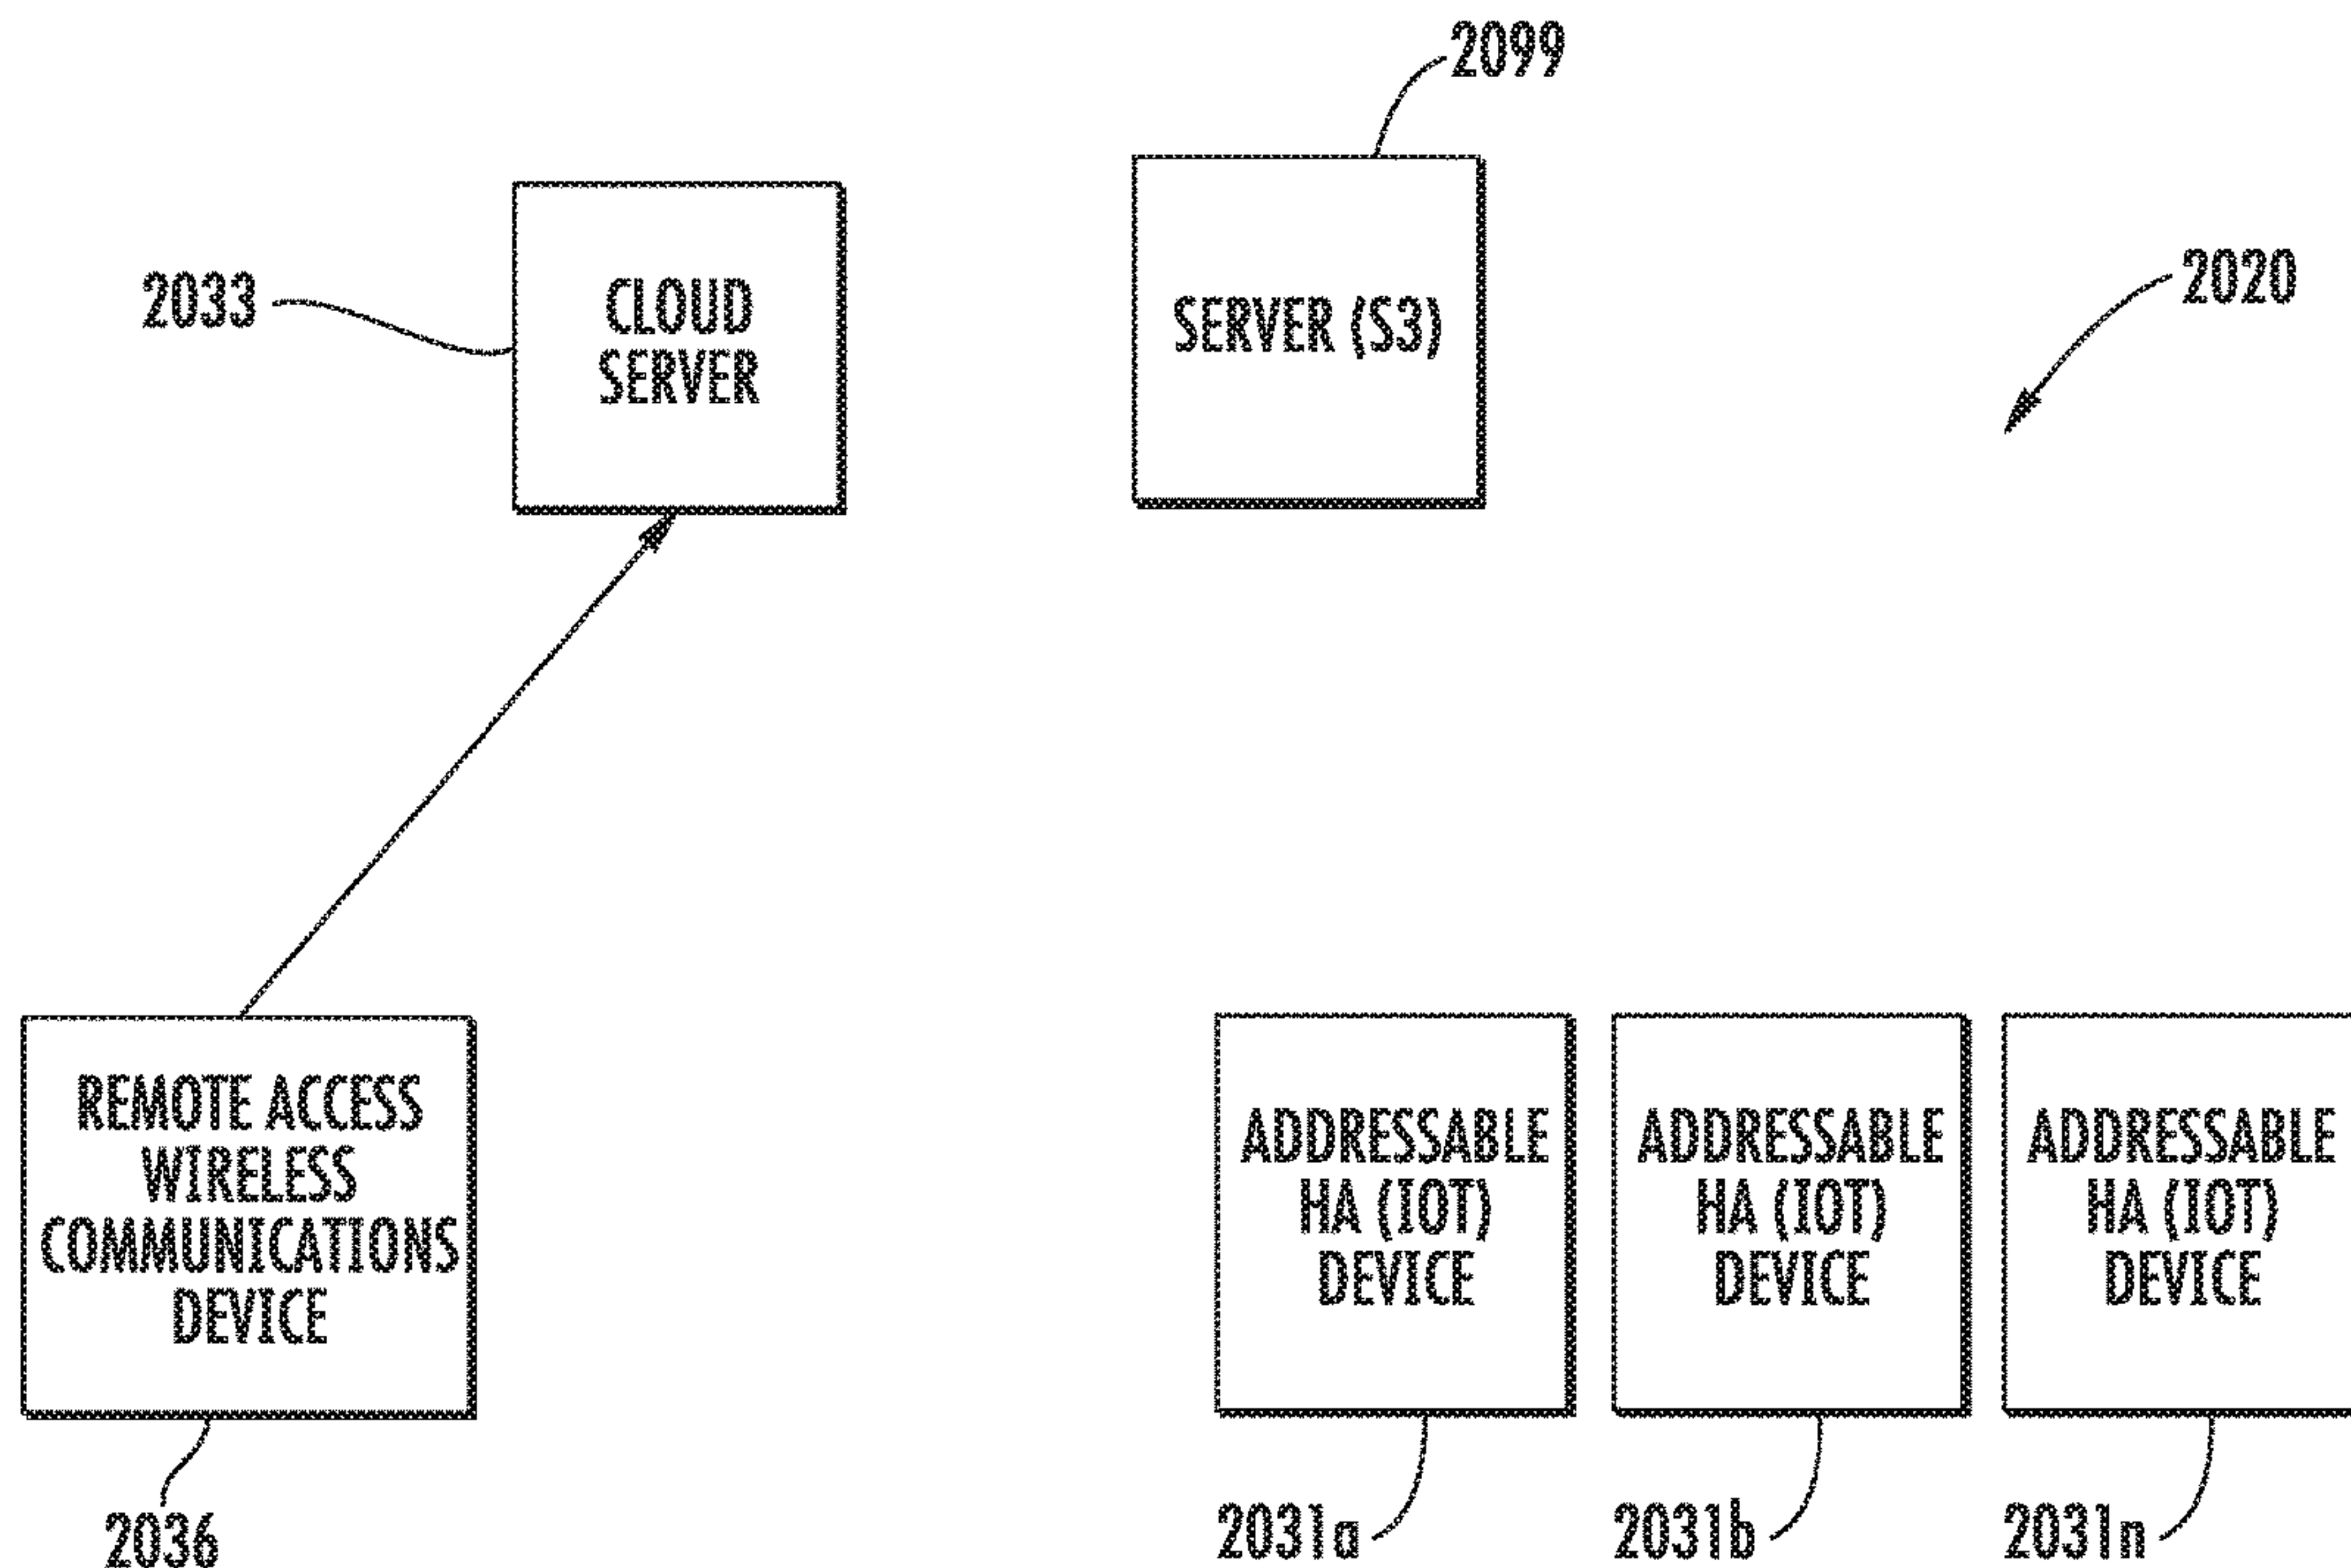 2099
2033
CLOUD
SERVER
SERVER (S3)
2020
REMOTE ACCESS
WIRELESS
COMMUNICATIONS
DEVICE
ADDRESSABLE
HA (IOT)
DEVICE
ADDRESSABLE
HA (IOT)
DEVICE
ADDRESSABLE
HA (IOT)
DEVICE
2036
2031a
2031b
2031n